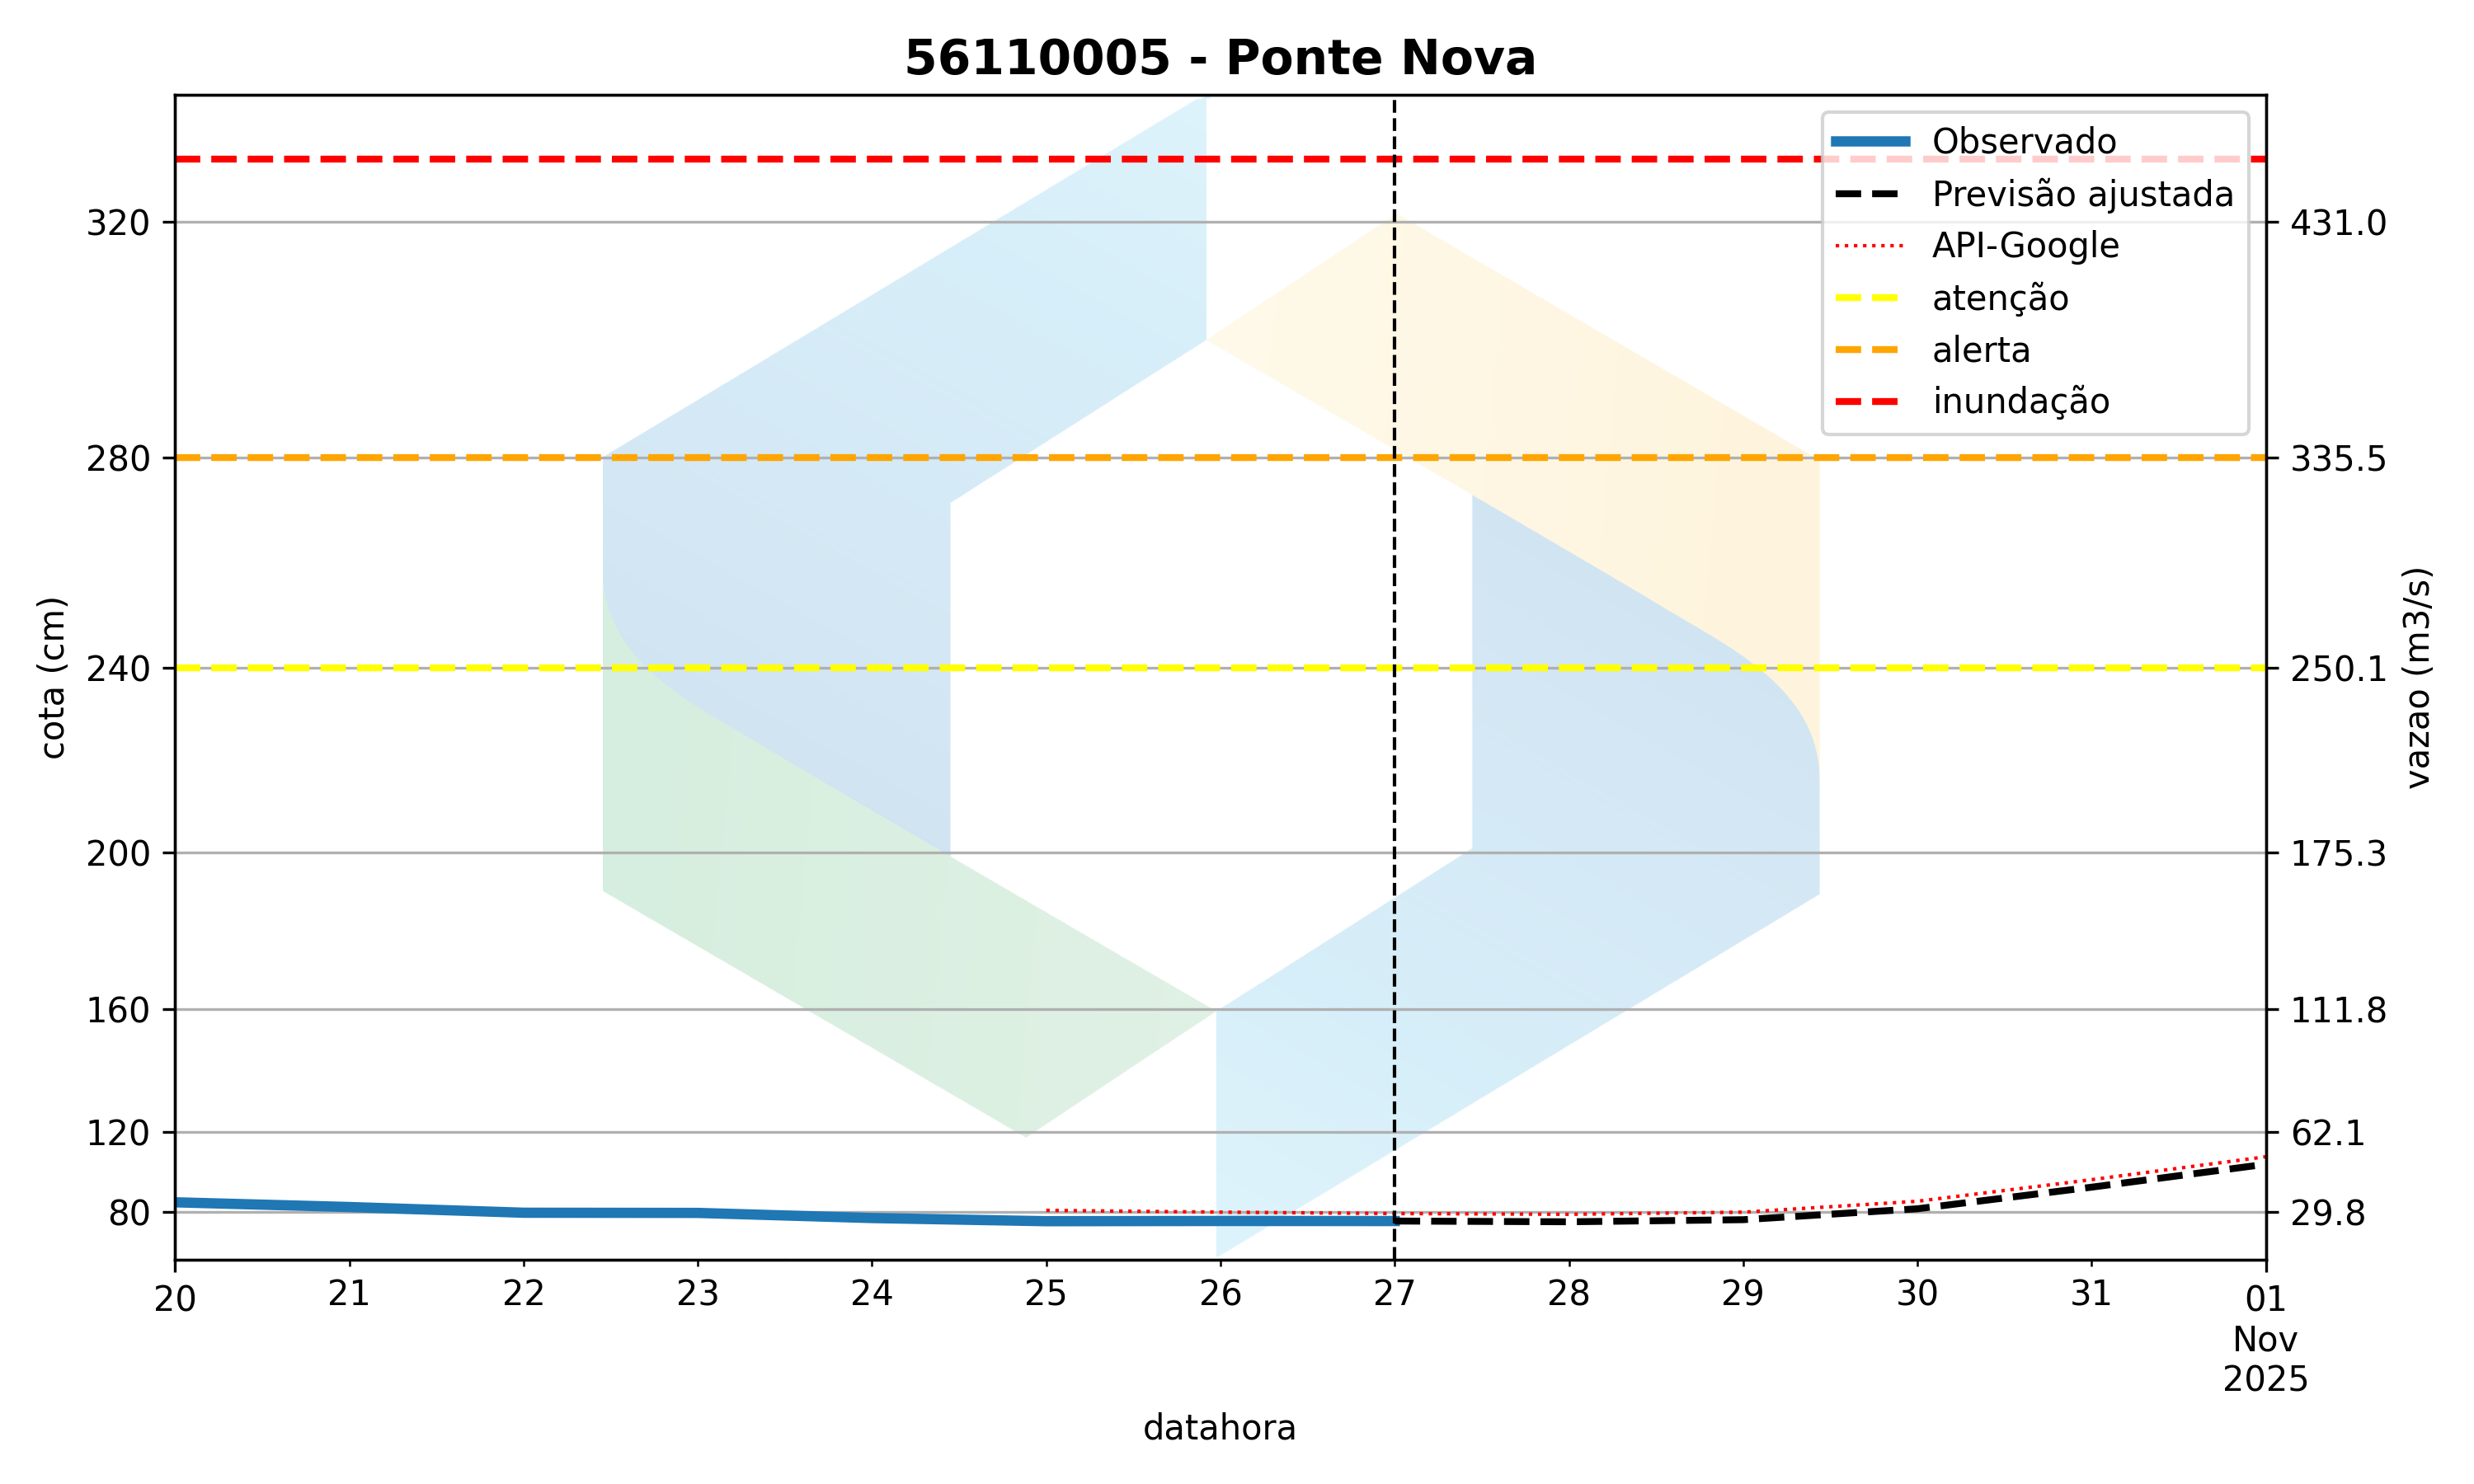 56110005 - Ponte Nova
Observado
Previsão ajustada
API-Google
atenção
alerta
inundação
320
280
240
200
160
120
80
cota (cm)
431.0
335.5
250.1
175.3
111.8
62.1
29.8
vazao (m3/s)
20 21 22 23 24 25 26 27 28 29 30 31 01
Nov
2025
datahora